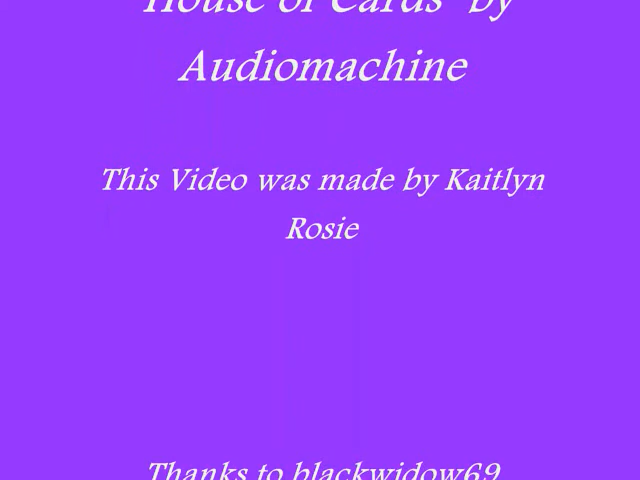 House of Cards" by
Audiomachine
This Video was made by Kaitlyn
Rosie
Thanks to blackwidow69